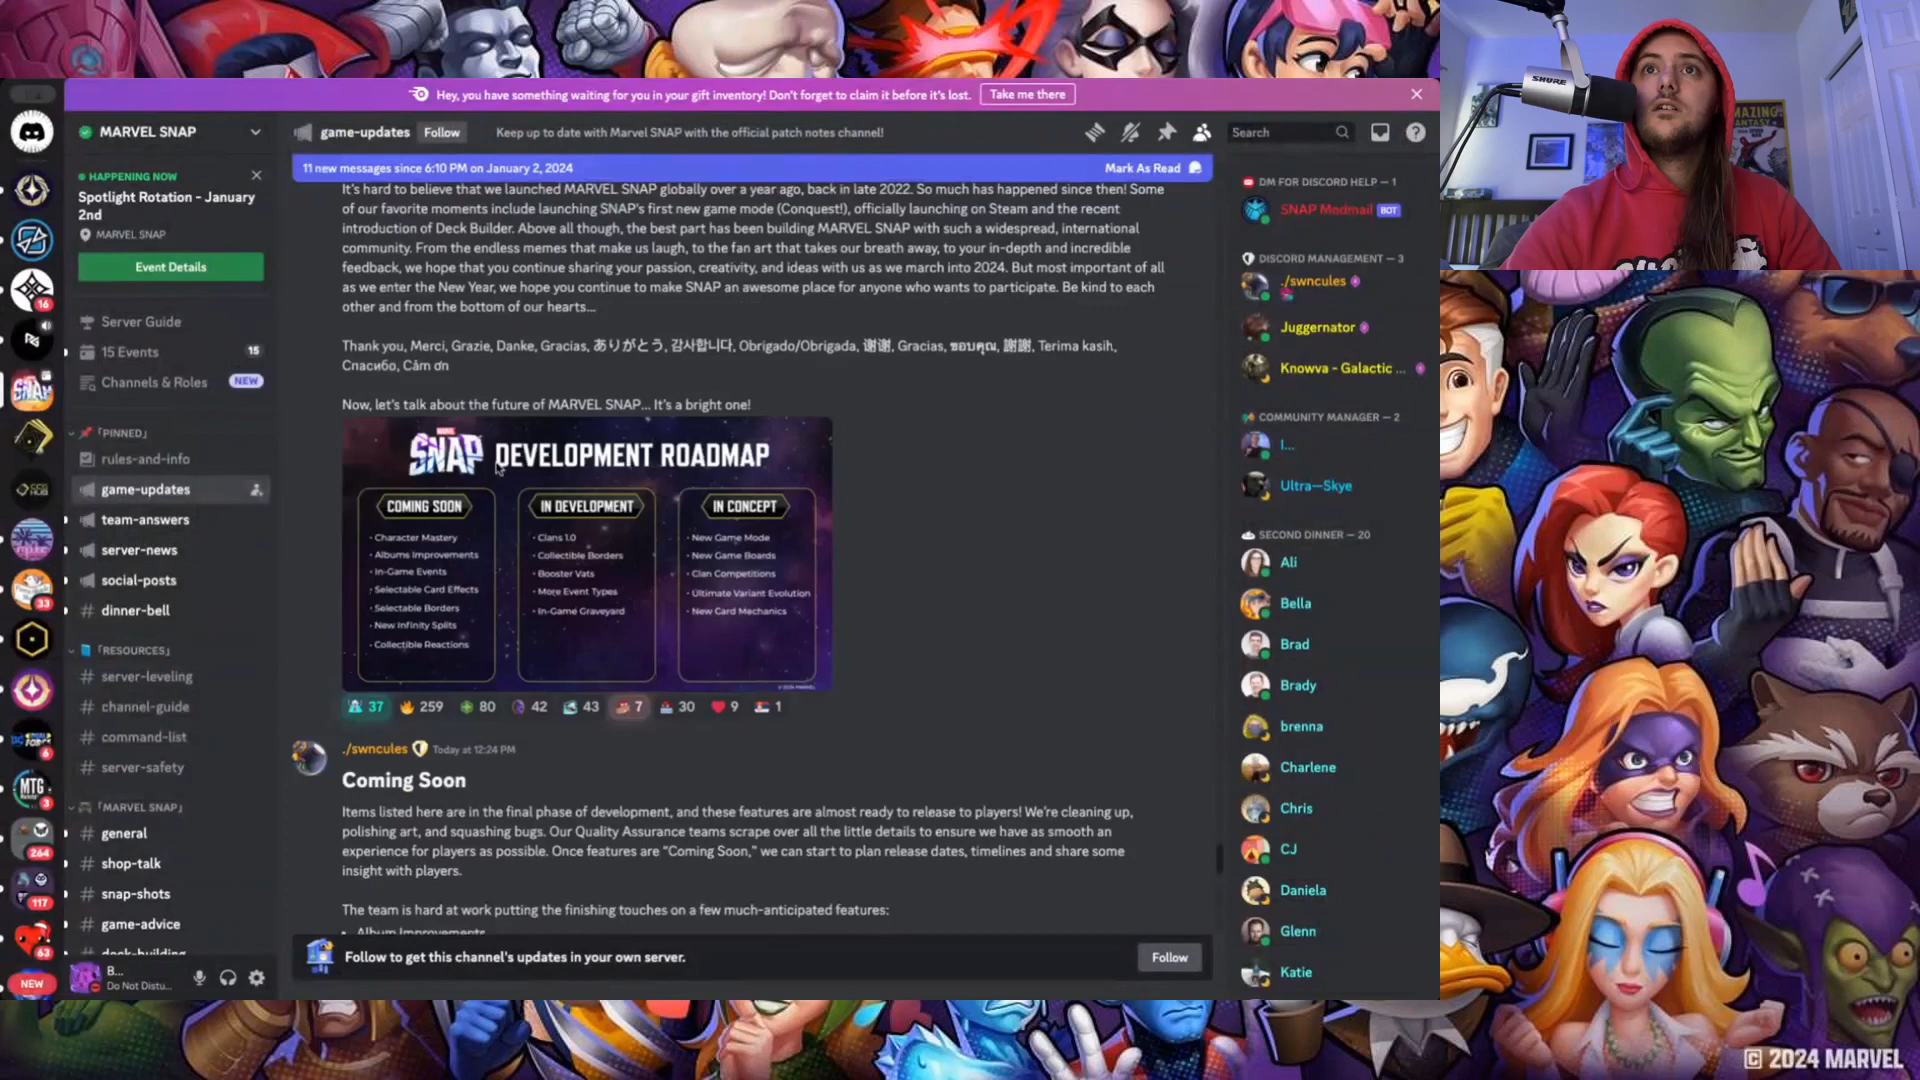 Hey, you have something waiting for you in your gift inventory! Don't forget to claim it before it's lost.
Take me there
MARVEL SNAP
HAPPENING NOW
Spotlight Rotation - January
2nd
MARVEL SNAP
Event Details
Server Guide
15 Events
15
Channels & Roles
NEW
「PINNED」
rules-and-info
game-updates
team-answers
server-news
social-posts
dinner-bell
「RESOURCES」
server-leveling
channel-guide
command-list
server-safety
「MARVEL SNAP」
general
shop-talk
snap-shots
game-advice
deck-building
B...
Do Not Distu...
16
SNAP
33
6
MTG
3
264
117
63
NEW
game-updates
Follow
Keep up to date with Marvel SNAP with the official patch notes channel!
Search
11 new messages since 6:10 PM on January 2, 2024
Mark As Read
It's hard to believe that we launched MARVEL SNAP globally over a year ago, back in late 2022. So much has happened since then! Some
of our favorite moments include launching SNAP's first new game mode (Conquest!), officially launching on Steam and the recent
introduction of Deck Builder. Above all though, the best part has been building MARVEL SNAP with such a widespread, international
community. From the endless memes that make us laugh, to the fan art that takes our breath away, to your in-depth and incredible
feedback, we hope that you continue sharing your passion, creativity, and ideas with us as we march into 2024. But most important of all
as we enter the New Year, we hope you continue to make SNAP an awesome place for anyone who wants to participate. Be kind to each
other and from the bottom of our hearts...
Thank you, Merci, Grazie, Danke, Gracias, ありがとう, 감사합니다, Obrigado/Obrigada, 谢谢, Gracias, ขอบคุณ, 謝謝, Terima kasih,
Спасибо, Cảm ơn
Now, let's talk about the future of MARVEL SNAP... It's a bright one!
MARVEL
SNAP DEVELOPMENT ROADMAP
COMING SOON
· Character Mastery
· Albums Improvements
· In-Game Events
· Selectable Card Effects
· Selectable Borders
· New Infinity Splits
· Collectible Reactions
IN DEVELOPMENT
· Clans 1.0
· Collectible Borders
· Booster Vats
· More Event Types
· In-Game Graveyard
IN CONCEPT
· New Game Mode
· New Game Boards
· Clan Competitions
· Ultimate Variant Evolution
· New Card Mechanics
© 2024 MARVEL
37 259 80 42 43 7 30 9 1
./swncules Today at 12:24 PM
Coming Soon
Items listed here are in the final phase of development, and these features are almost ready to release to players! We're cleaning up,
polishing art, and squashing bugs. Our Quality Assurance teams scrape over all the little details to ensure we have as smooth an
experience for players as possible. Once features are "Coming Soon," we can start to plan release dates, timelines and share some
insight with players.
The team is hard at work putting the finishing touches on a few much-anticipated features:
• Album Improvements
Follow to get this channel's updates in your own server.
Follow
DM FOR DISCORD HELP — 1
SNAP Modmail BOT
DISCORD MANAGEMENT — 3
./swncules
Juggernator
Knowva - Galactic ...
COMMUNITY MANAGER — 2
I...
Ultra—Skye
SECOND DINNER — 20
Ali
Bella
Brad
Brady
brenna
Charlene
Chris
CJ
Daniela
Glenn
Katie
SHURE
AMAZING
FANTASY
© 2024 MARVEL